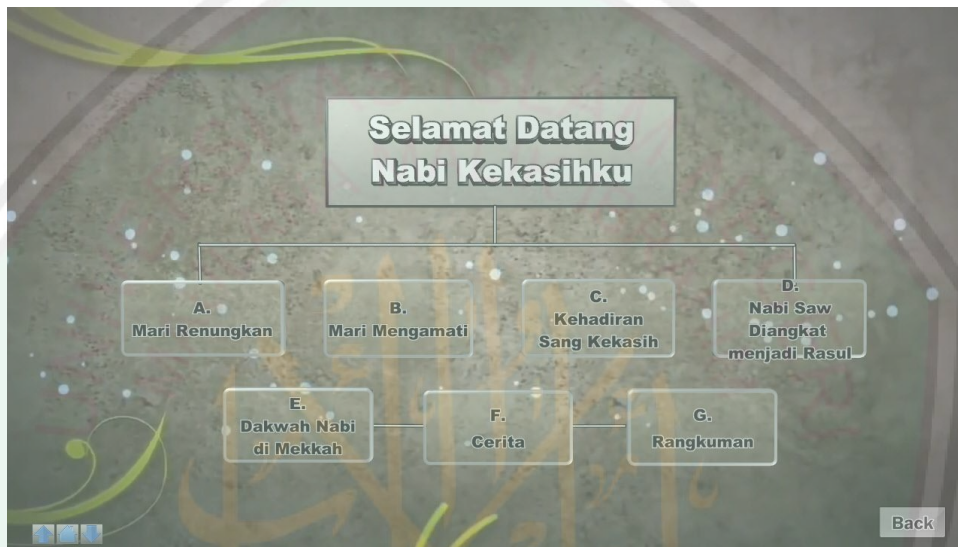 Selamat Datang
Nabi Kekasihku
A.
Mari Renungkan
B.
Mari Mengamati
C.
Kehadiran
Sang Kekasih
D.
Nabi Saw
Diangkat
menjadi Rasul
E.
Dakwah Nabi
di Mekkah
F.
Cerita
G.
Rangkuman
Back